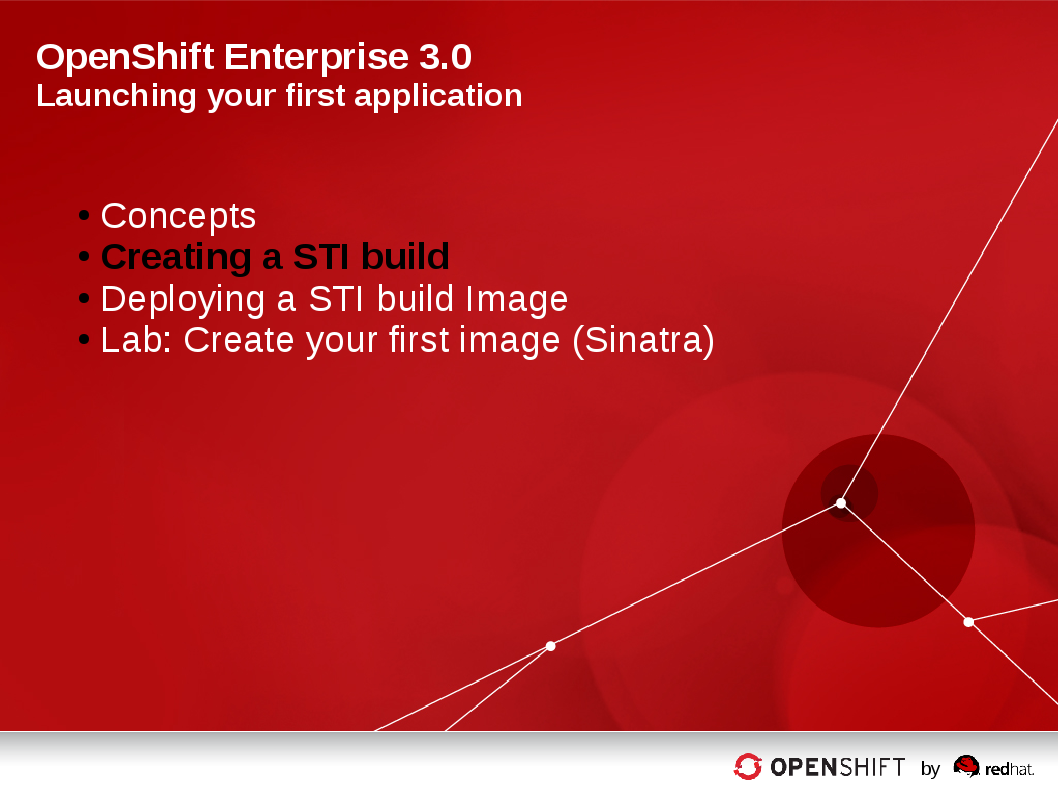 OpenShift Enterprise 3.0
Launching your first application
• Concepts
• Creating a STI build
• Deploying a STI build Image
• Lab: Create your first image (Sinatra)
OPENSHIFT by redhat.